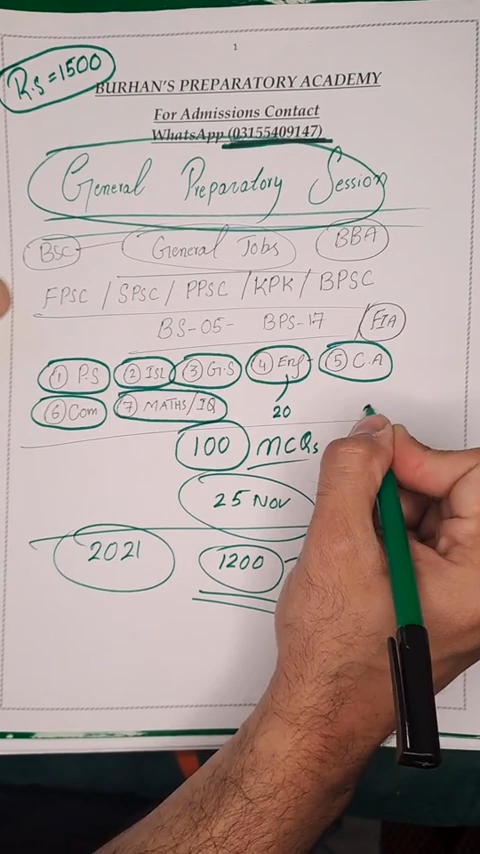 1
R.S = 1500
BURHAN'S PREPARATORY ACADEMY
For Admissions Contact
WhatsApp (03155409147)
General Preparatory Session
BSC General Jobs BBA
FPSC / SPSC / PPSC / KPK / BPSC
BS-05- BPS-17 / FIA
① P.S ② ISL ③ G.S ④ Eng ⑤ C.A
20
⑥ Com ⑦ MATHS/IQ
100 MCQs
25 Nov
2021 1200